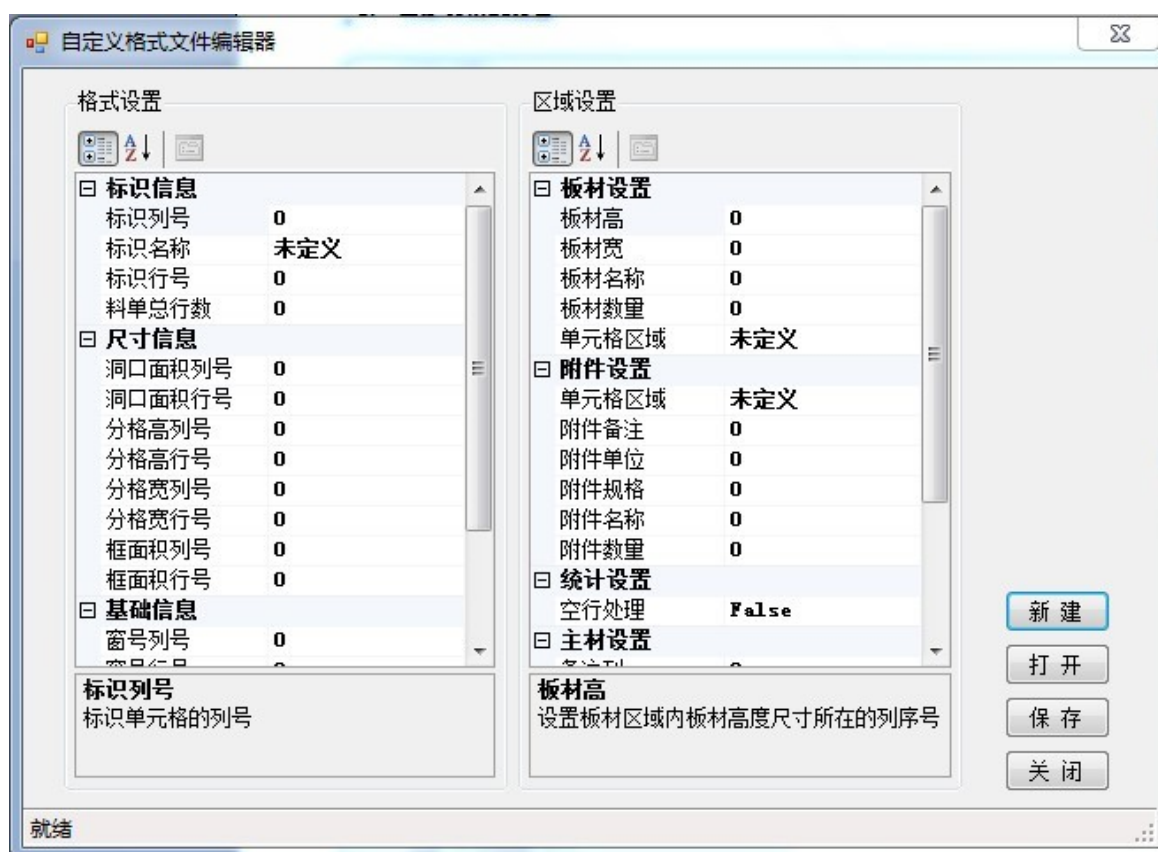 自定义格式文件编辑器
格式设置
标识信息
标识列号 0
标识名称 未定义
标识行号 0
料单总行数 0
尺寸信息
洞口面积列号 0
洞口面积行号 0
分格高列号 0
分格高行号 0
分格宽列号 0
分格宽行号 0
框面积列号 0
框面积行号 0
基础信息
窗号列号 0
标识列号
标识单元格的列号
区域设置
板材设置
板材高 0
板材宽 0
板材名称 0
板材数量 0
单元格区域 未定义
附件设置
单元格区域 未定义
附件备注 0
附件单位 0
附件规格 0
附件名称 0
附件数量 0
统计设置
空行处理 False
主材设置
板材高
设置板材区域内板材高度尺寸所在的列序号
新 建
打 开
保 存
关 闭
就绪